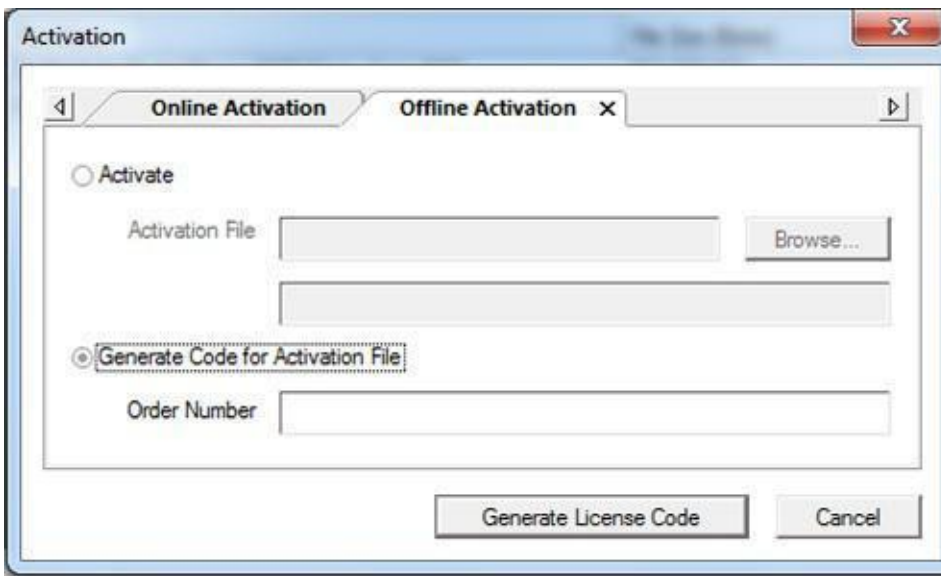 Activation
Online Activation Offline Activation
Activate
Activation File Browse...
Generate Code for Activation File
Order Number
Generate License Code Cancel